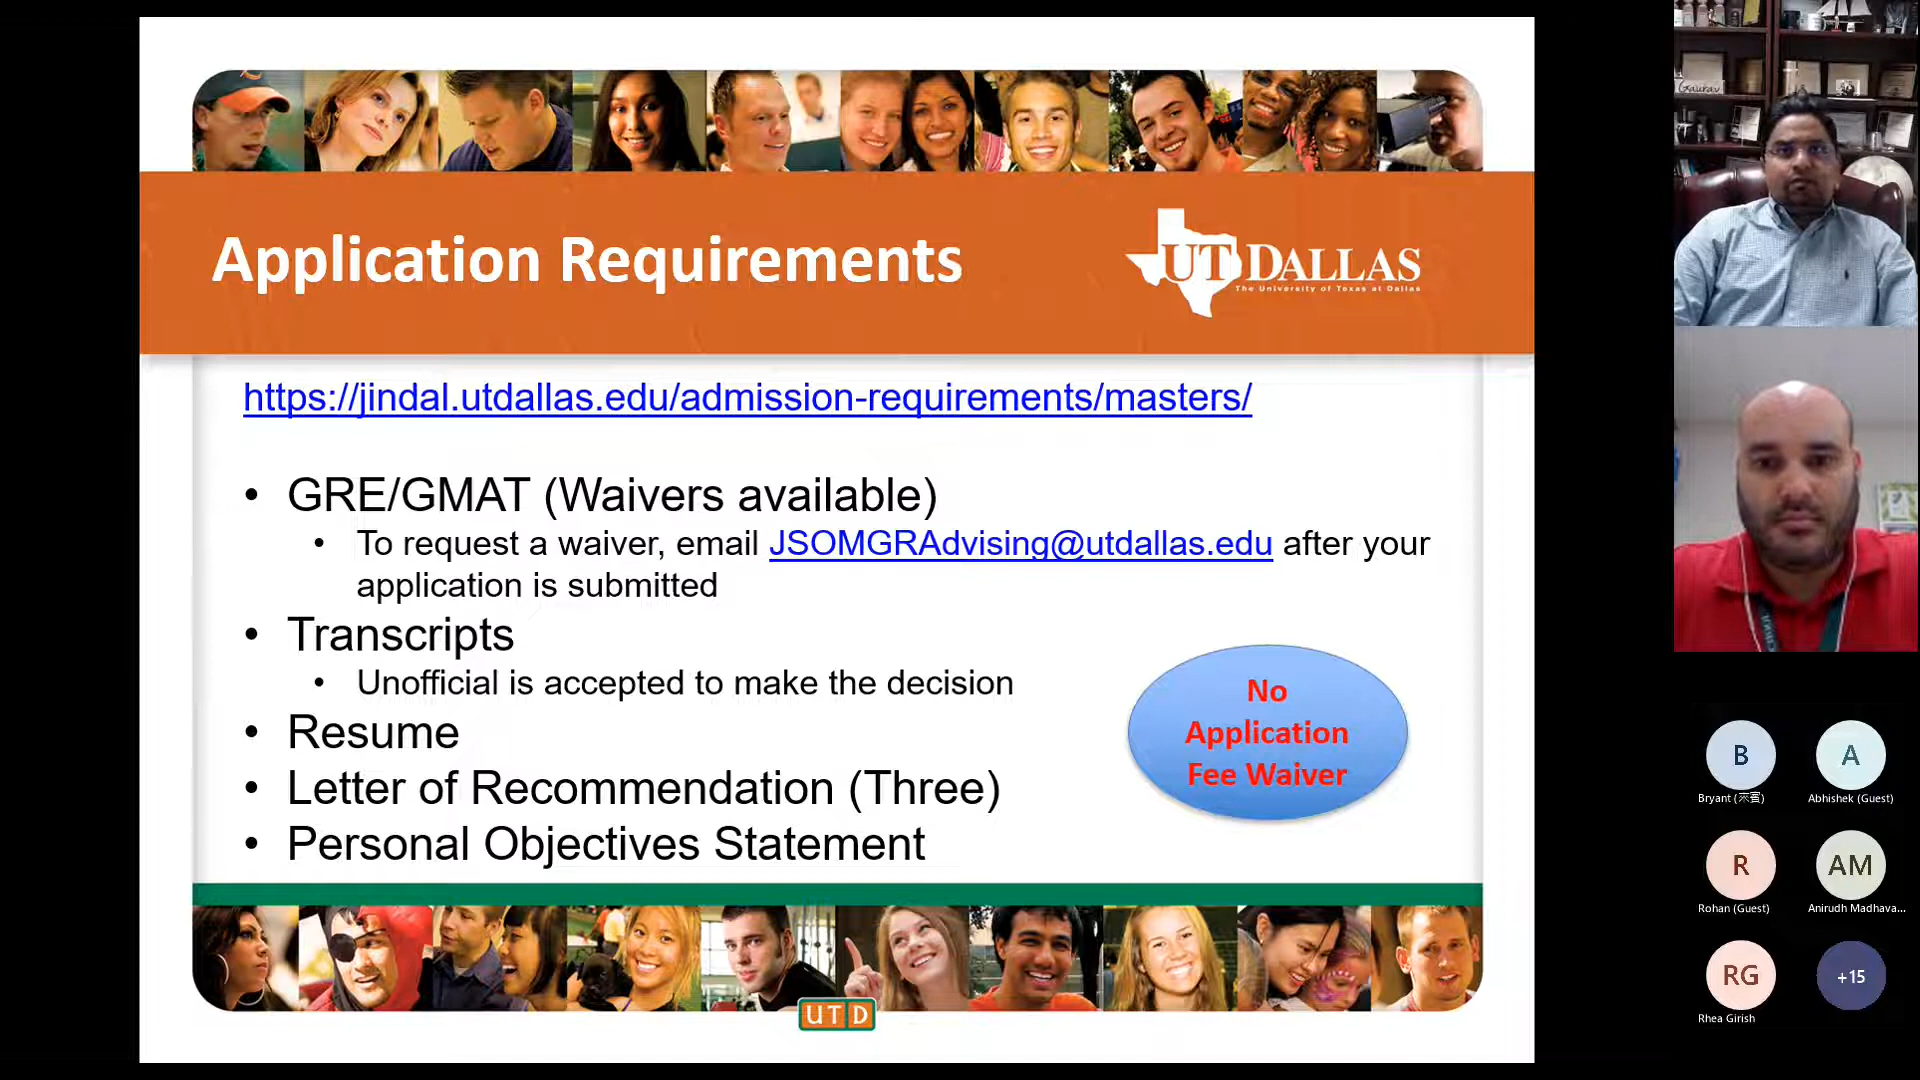 Application Requirements
UT DALLAS
The University of Texas at Dallas
https://jindal.utdallas.edu/admission-requirements/masters/
• GRE/GMAT (Waivers available)
• To request a waiver, email JSOMGRAdvising@utdallas.edu after your
application is submitted
• Transcripts
• Unofficial is accepted to make the decision
• Resume
• Letter of Recommendation (Three)
• Personal Objectives Statement
No
Application
Fee Waiver
UTD
Gaurav
B
Bryant (来宾)
A
Abhishek (Guest)
R
Rohan (Guest)
AM
Anirudh Madhava...
RG
Rhea Girish
+15